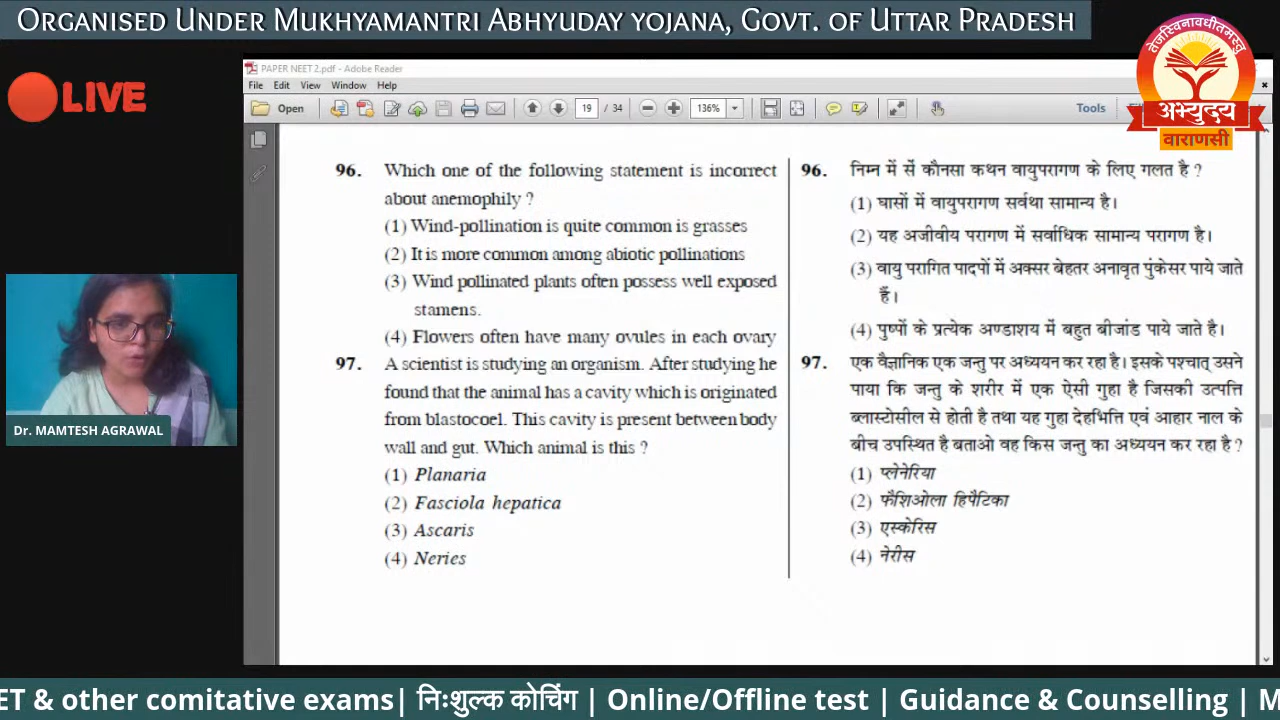 ORGANISED UNDER MUKHYAMANTRI ABHYUDAY YOJANA, GOVT. OF UTTAR PRADESH
तेजस्विनावधीतमस्तु
अभ्युदय
वाराणसी
LIVE
PAPER NEET 2.pdf - Adobe Reader
File Edit View Window Help
Open 19 / 34 136% Tools
96. Which one of the following statement is incorrect
about anemophily ?
(1) Wind-pollination is quite common is grasses
(2) It is more common among abiotic pollinations
(3) Wind pollinated plants often possess well exposed
stamens.
(4) Flowers often have many ovules in each ovary
97. A scientist is studying an organism. After studying he
found that the animal has a cavity which is originated
from blastocoel. This cavity is present between body
wall and gut. Which animal is this ?
(1) Planaria
(2) Fasciola hepatica
(3) Ascaris
(4) Neries
96. निम्न में सें कौनसा कथन वायुपरागण के लिए गलत है ?
(1) घासों में वायुपरागण सर्वथा सामान्य है।
(2) यह अजीवीय परागण में सर्वाधिक सामान्य परागण है।
(3) वायु परागित पादपों में अक्सर बेहतर अनावृत पुंकेसर पाये जाते
हैं।
(4) पुष्पों के प्रत्येक अण्डाशय में बहुत बीजांड पाये जाते है।
97. एक वैज्ञानिक एक जन्तु पर अध्ययन कर रहा है। इसके पश्चात् उसने
पाया कि जन्तु के शरीर में एक ऐसी गुहा है जिसकी उत्पत्ति
ब्लास्टोसील से होती है तथा यह गुहा देहभित्ति एवं आहार नाल के
बीच उपस्थित है बताओ वह किस जन्तु का अध्ययन कर रहा है ?
(1) प्लेनेरिया
(2) फैशिओला हिपैटिका
(3) एस्केरिस
(4) नेरीस
Dr. MAMTESH AGRAWAL
ET & other comitative exams| निःशुल्क कोचिंग | Online/Offline test | Guidance & Counselling | M